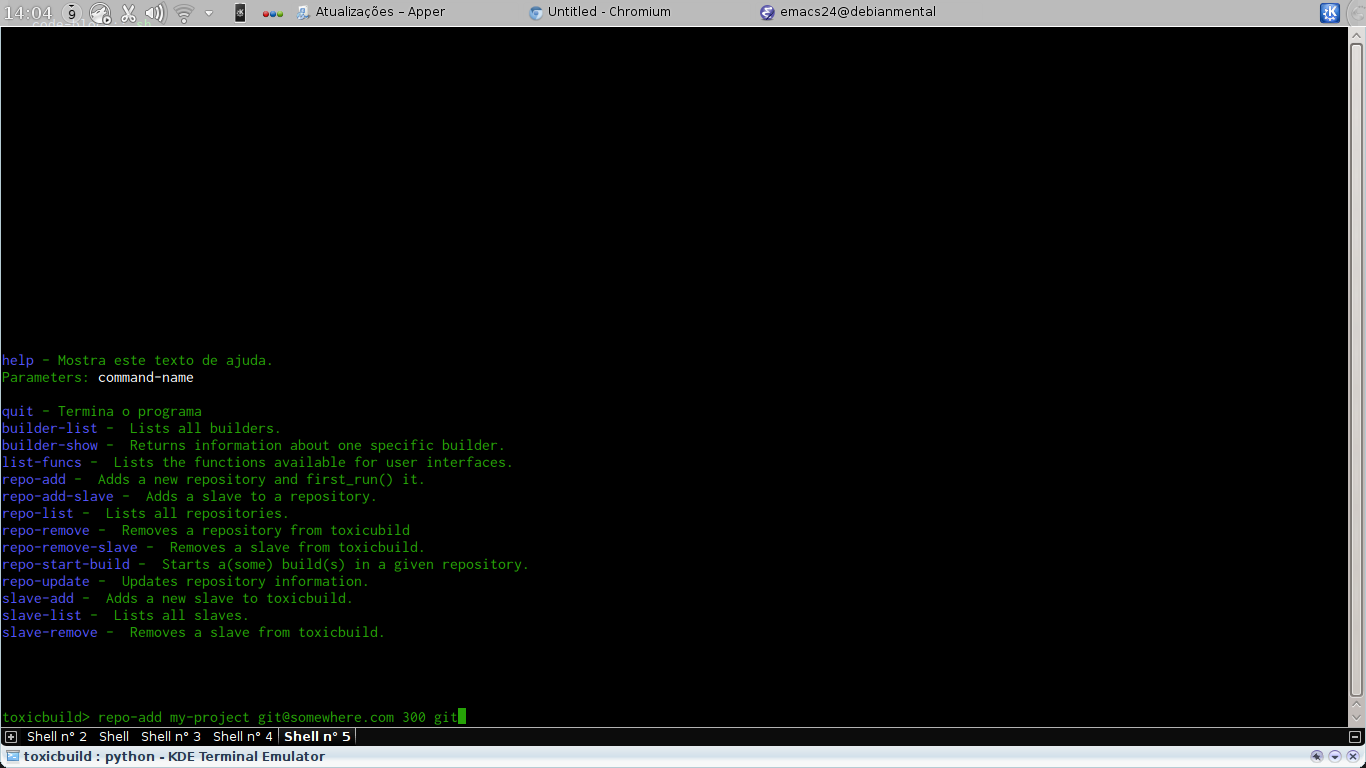 14:04 9 Atualizações – Apper Untitled - Chromium emacs24@debianmental
help - Mostra este texto de ajuda.
Parameters: command-name
quit - Termina o programa
builder-list -  Lists all builders.
builder-show -  Returns information about one specific builder.
list-funcs -  Lists the functions available for user interfaces.
repo-add -  Adds a new repository and first_run() it.
repo-add-slave -  Adds a slave to a repository.
repo-list -  Lists all repositories.
repo-remove -  Removes a repository from toxicubild
repo-remove-slave -  Removes a slave from toxicbuild.
repo-start-build -  Starts a(some) build(s) in a given repository.
repo-update -  Updates repository information.
slave-add -  Adds a new slave to toxicbuild.
slave-list -  Lists all slaves.
slave-remove -  Removes a slave from toxicbuild.
toxicbuild> repo-add my-project git@somewhere.com 300 git
Shell n° 2 Shell Shell n° 3 Shell n° 4 Shell n° 5
toxicbuild : python - KDE Terminal Emulator